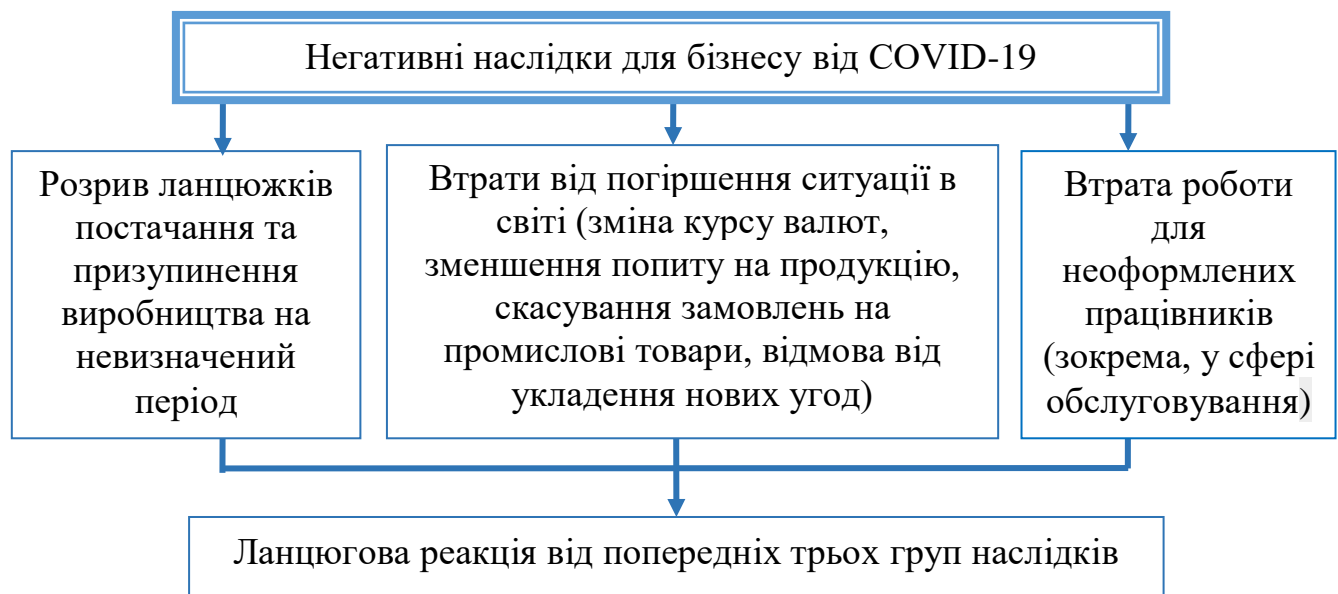 Негативні наслідки для бізнесу від COVID-19
Розрив ланцюжків
постачання та
призупинення
виробництва на
невизначений
період
Втрати від погіршення ситуації в
світі (зміна курсу валют,
зменшення попиту на продукцію,
скасування замовлень на
промислові товари, відмова від
укладення нових угод)
Втрата роботи
для
неоформлених
працівників
(зокрема, у сфері
обслуговування)
Ланцюгова реакція від попередніх трьох груп наслідків